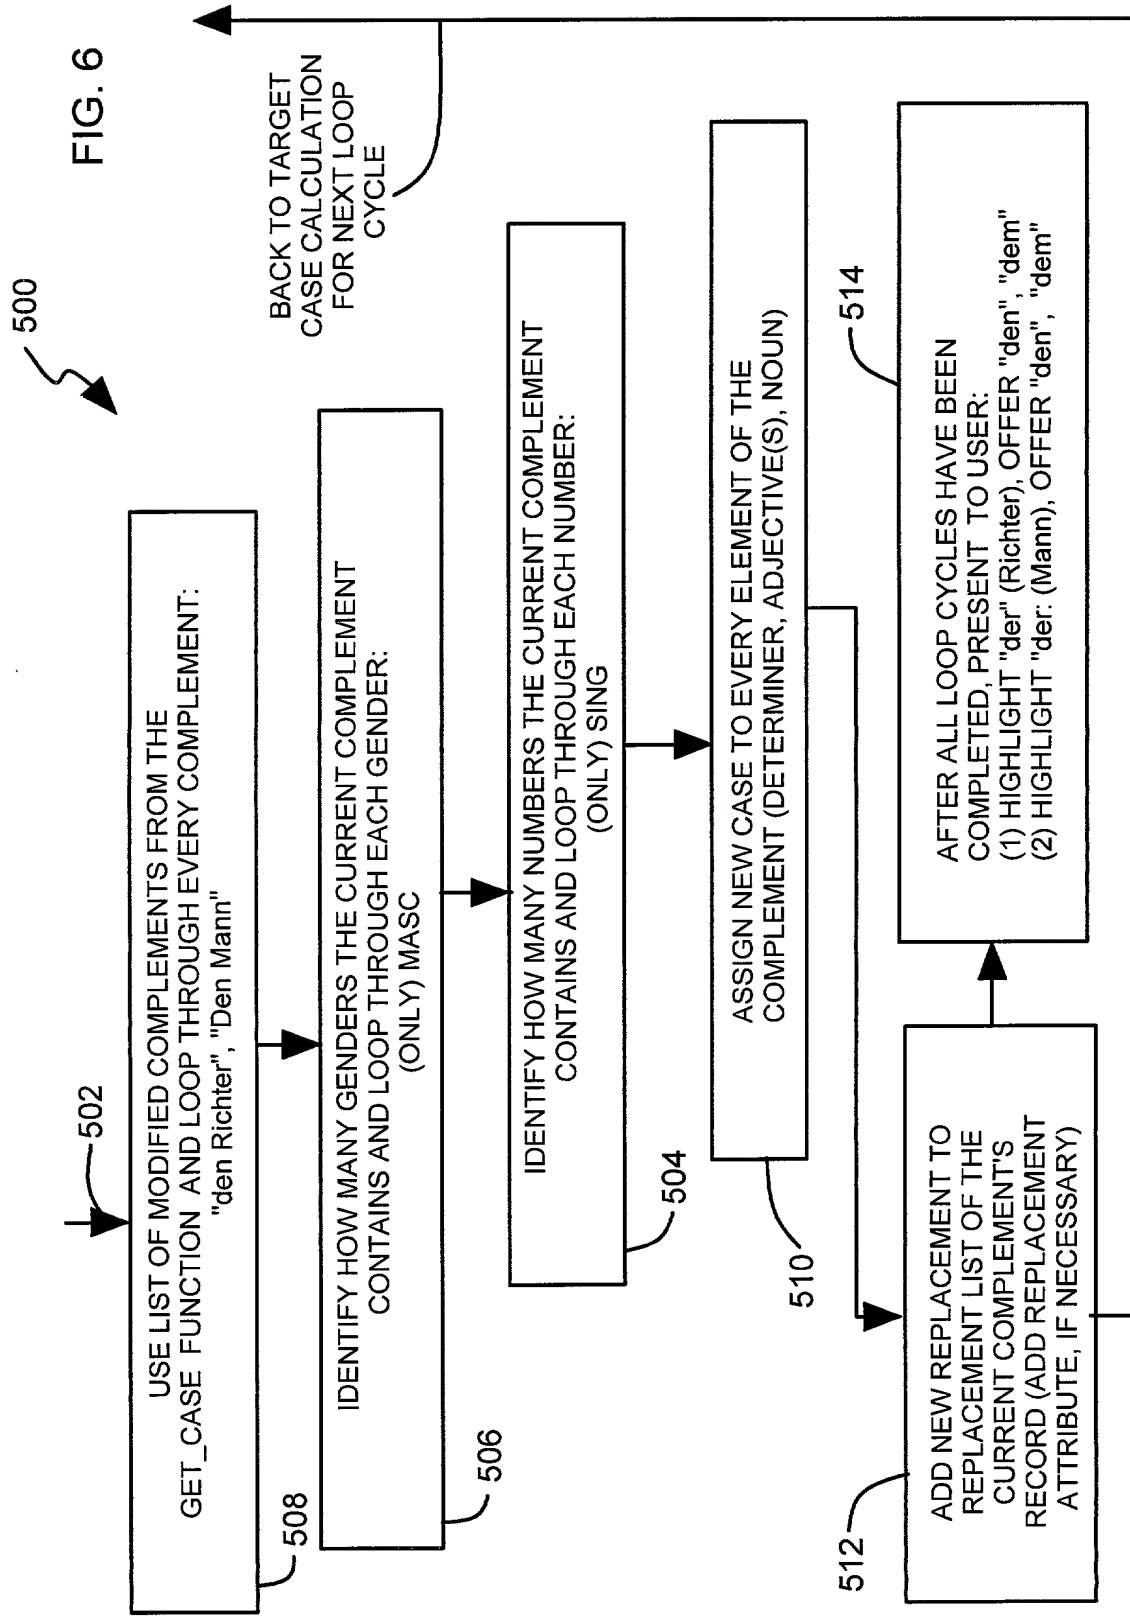 FIG. 6
500
502
USE LIST OF MODIFIED COMPLEMENTS FROM THE
GET_CASE FUNCTION AND LOOP THROUGH EVERY COMPLEMENT:
"den Richter", "Den Mann"
508
IDENTIFY HOW MANY GENDERS THE CURRENT COMPLEMENT
CONTAINS AND LOOP THROUGH EACH GENDER:
(ONLY) MASC
506
BACK TO TARGET
CASE CALCULATION
FOR NEXT LOOP
CYCLE
IDENTIFY HOW MANY NUMBERS THE CURRENT COMPLEMENT
CONTAINS AND LOOP THROUGH EACH NUMBER:
(ONLY) SING
504
ASSIGN NEW CASE TO EVERY ELEMENT OF THE
COMPLEMENT (DETERMINER, ADJECTIVE(S), NOUN)
510
ADD NEW REPLACEMENT TO
REPLACEMENT LIST OF THE
CURRENT COMPLEMENT'S
RECORD (ADD REPLACEMENT
ATTRIBUTE, IF NECESSARY)
512
AFTER ALL LOOP CYCLES HAVE BEEN
COMPLETED, PRESENT TO USER:
(1) HIGHLIGHT "der" (Richter), OFFER "den", "dem"
(2) HIGHLIGHT "der: (Mann), OFFER "den", "dem"
514